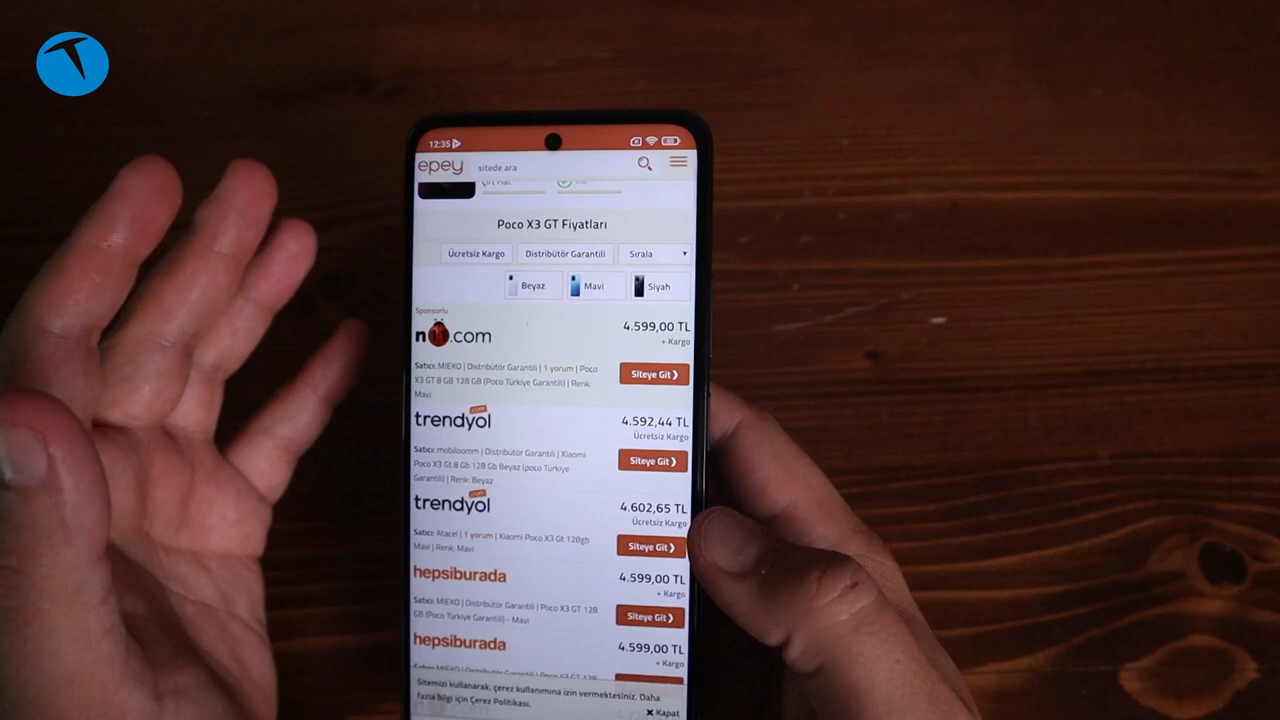 12:35
epey
sitede ara
Çift Hat
Poco X3 GT Fiyatları
Ücretsiz Kargo
Distribütör Garantili
Sırala
Beyaz
Mavi
Siyah
Sponsorlu
n11.com
4.599,00 TL
+ Kargo
Satıcı: MIEKO | Distribütör Garantili | 1 yorum | Poco
X3 GT 8 GB 128 GB (Poco Türkiye Garantili) | Renk:
Mavi
Siteye Git ❯
trendyol
.com
4.592,44 TL
Ücretsiz Kargo
Satıcı: mobiloomm | Distribütör Garantili | Xiaomi
Poco X3 Gt 8 Gb 128 Gb Beyaz (poco Türkiye
Garantili) | Renk: Beyaz
Siteye Git ❯
trendyol
.com
4.602,65 TL
Ücretsiz Kargo
Satıcı: Atacel | 1 yorum | Xiaomi Poco X3 Gt 128gb
Mavi | Renk: Mavi
Siteye Git ❯
hepsiburada
4.599,00 TL
+ Kargo
Satıcı: MIEKO | Distribütör Garantili | Poco X3 GT 128
GB (Poco Türkiye Garantili) - Mavi
Siteye Git ❯
hepsiburada
4.599,00 TL
+ Kargo
Sitemizi kullanarak, çerez kullanımına izin vermektesiniz. Daha
fazla bilgi için Çerez Politikası.
✕ Kapat